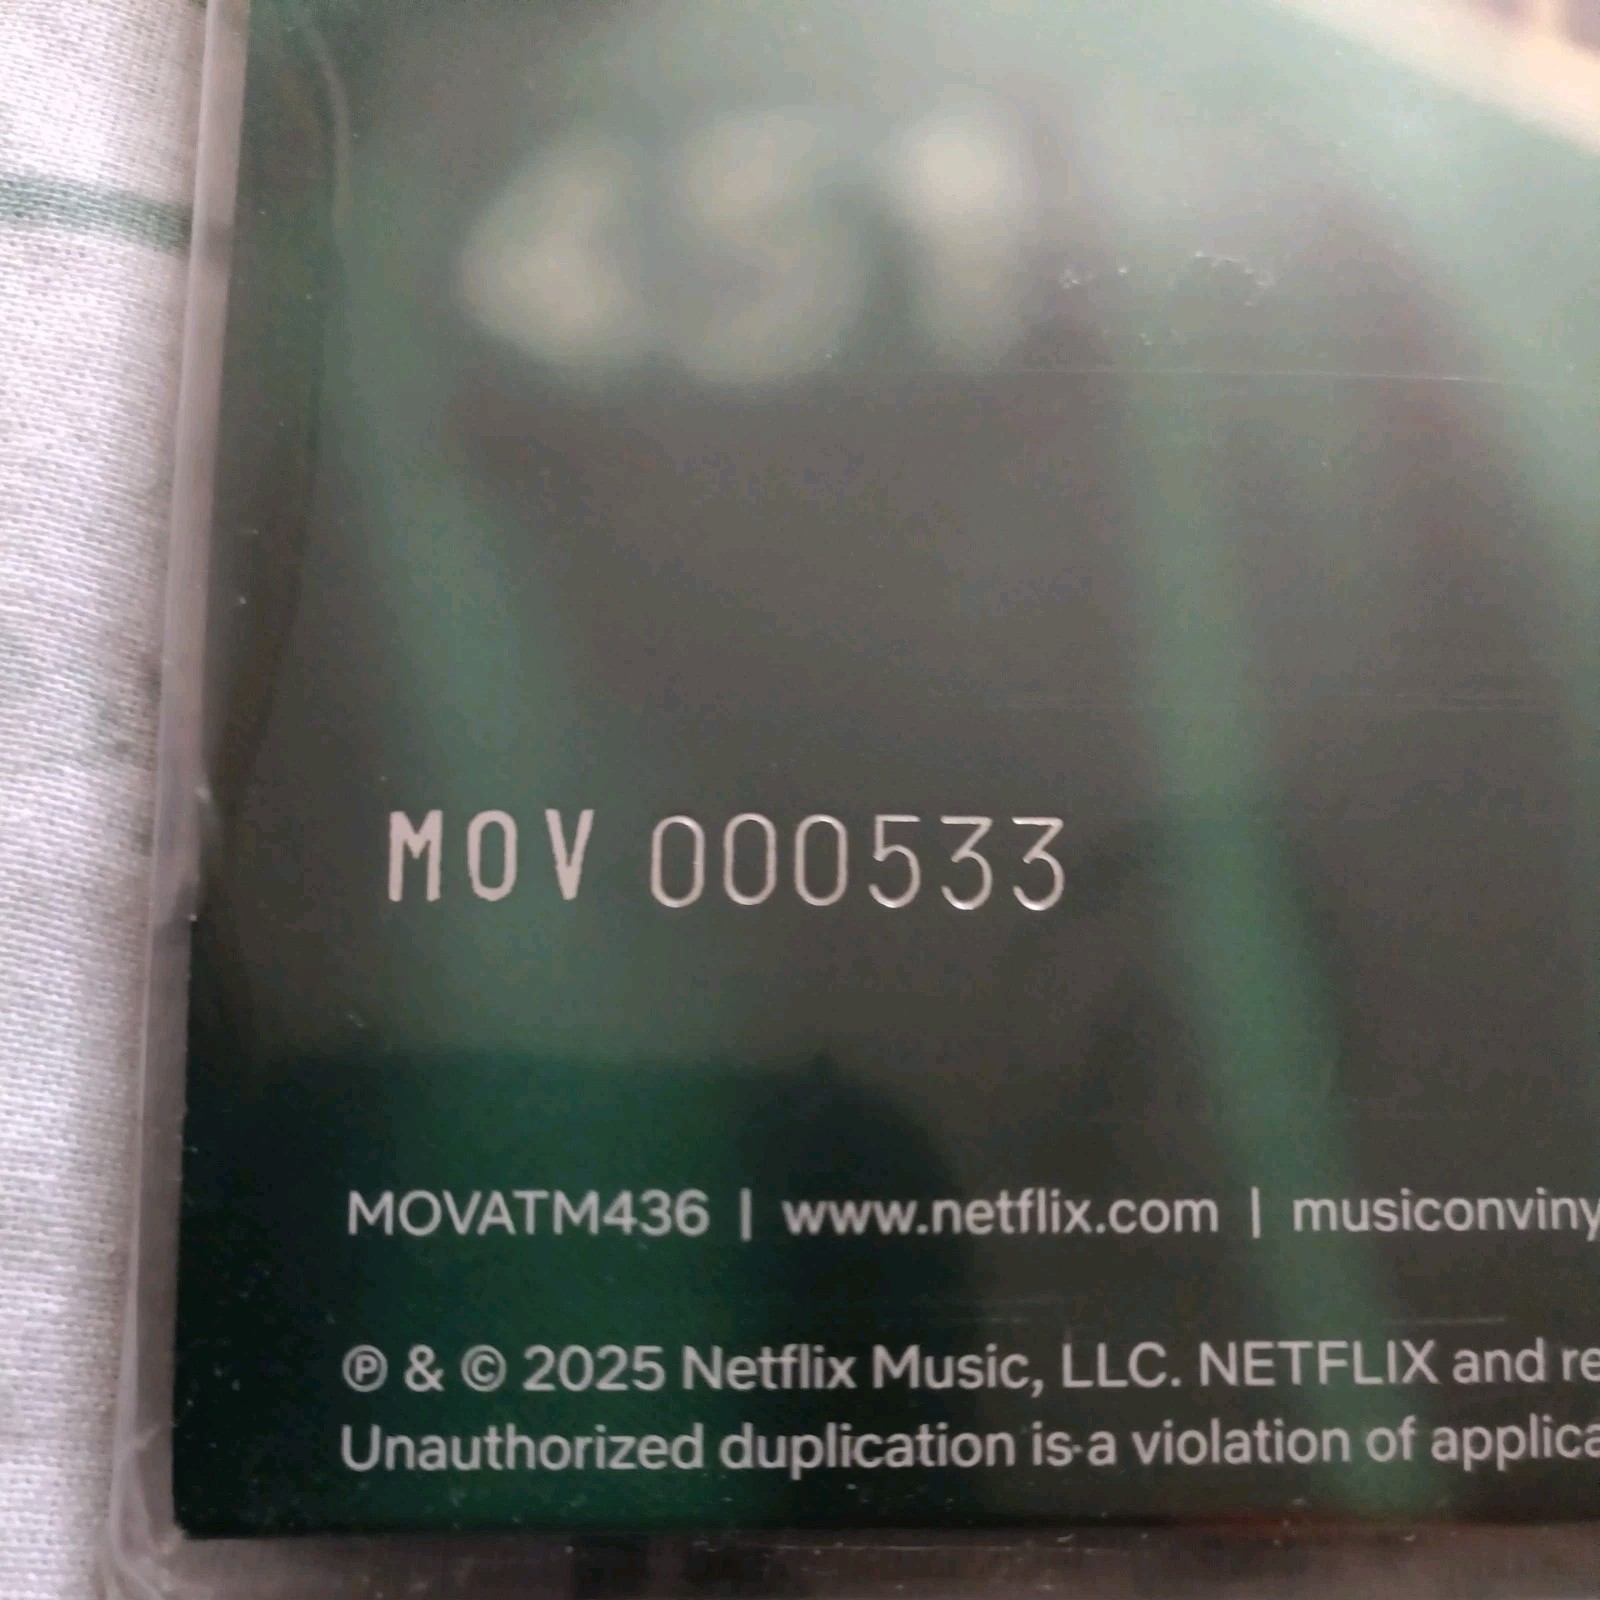 451
MOV 000533
MOVATM436 | www.netflix.com | musiconviny
℗ & © 2025 Netflix Music, LLC. NETFLIX and re
Unauthorized duplication is a violation of applica